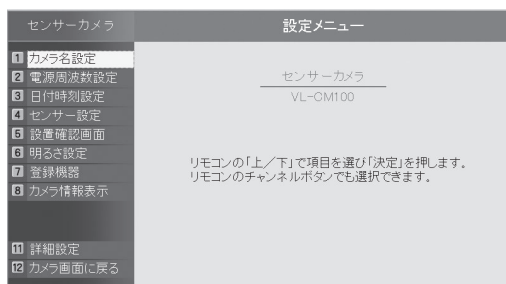 センサーカメラ
設定メニュー
1 カメラ名設定
2 電源周波数設定
3 日付時刻設定
4 センサー設定
5 設置確認画面
6 明るさ設定
7 登録機器
8 カメラ情報表示
11 詳細設定
12 カメラ画面に戻る
センサーカメラ
VL-CM100
リモコンの「上/下」で項目を選び「決定」を押します。
リモコンのチャンネルボタンでも選択できます。